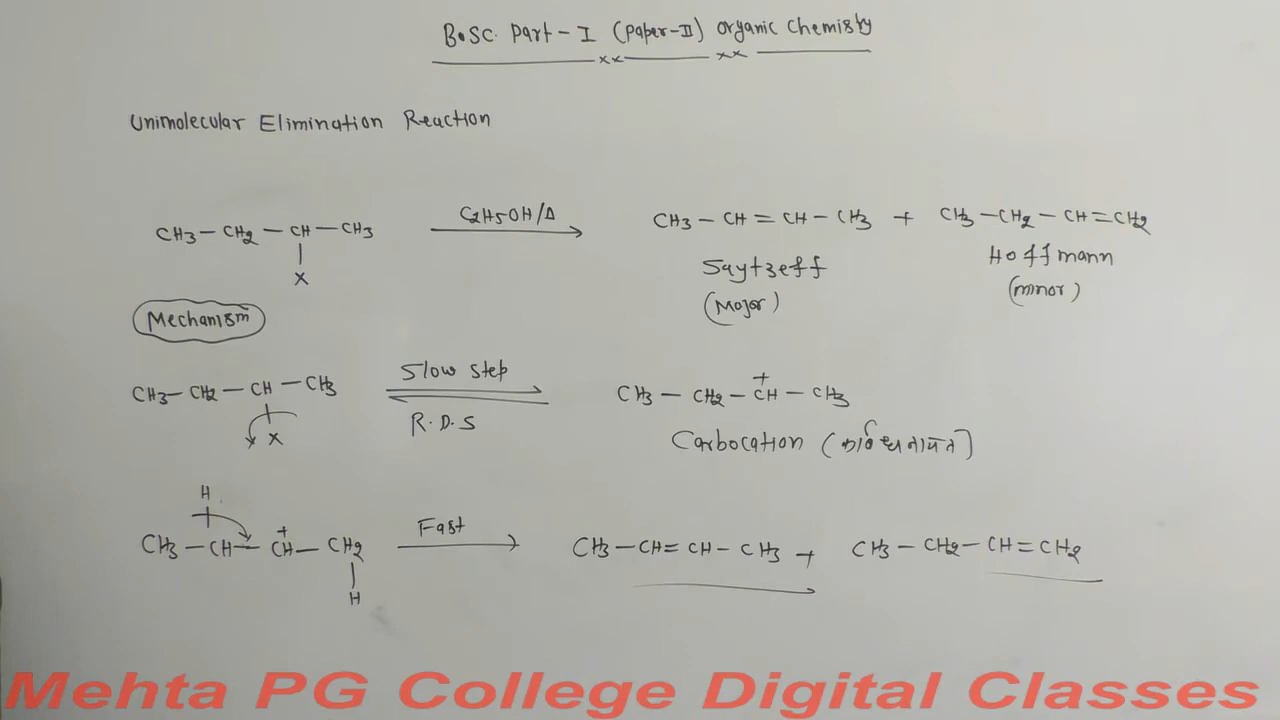 B.Sc. Part-I (Paper-II) Organic Chemistry
Unimolecular Elimination Reaction
CH3 - CH2 - CH - CH3 C2H5OH/Δ CH3 - CH = CH - CH3 + CH3 - CH2 - CH = CH2
X
Saytzeff Hoffmann
(Major) (minor)
Mechanism
CH3 - CH2 - CH - CH3 Slow Step CH3 - CH2 - CH - CH3
X R.D.S +
Carbocation (कार्बधनायन)
H
CH3 - CH - CH - CH2 Fast CH3 - CH = CH - CH3 + CH3 - CH2 - CH = CH2
+
H
Mehta PG College Digital Classes